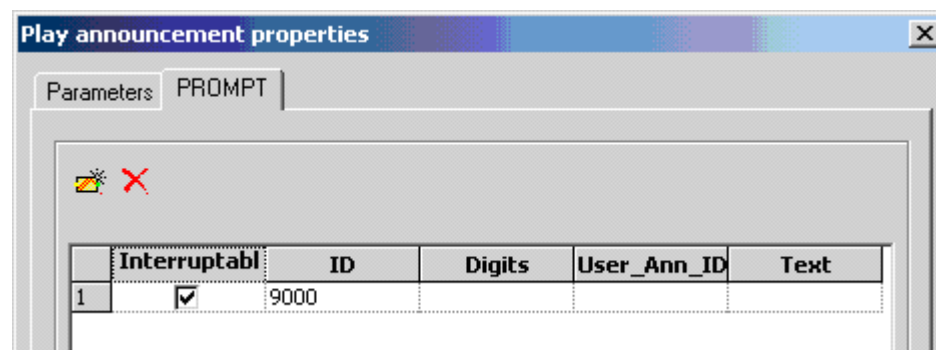 Play announcement properties
Parameters PROMPT
Interruptabl ID Digits User_Ann_ID Text
1 9000